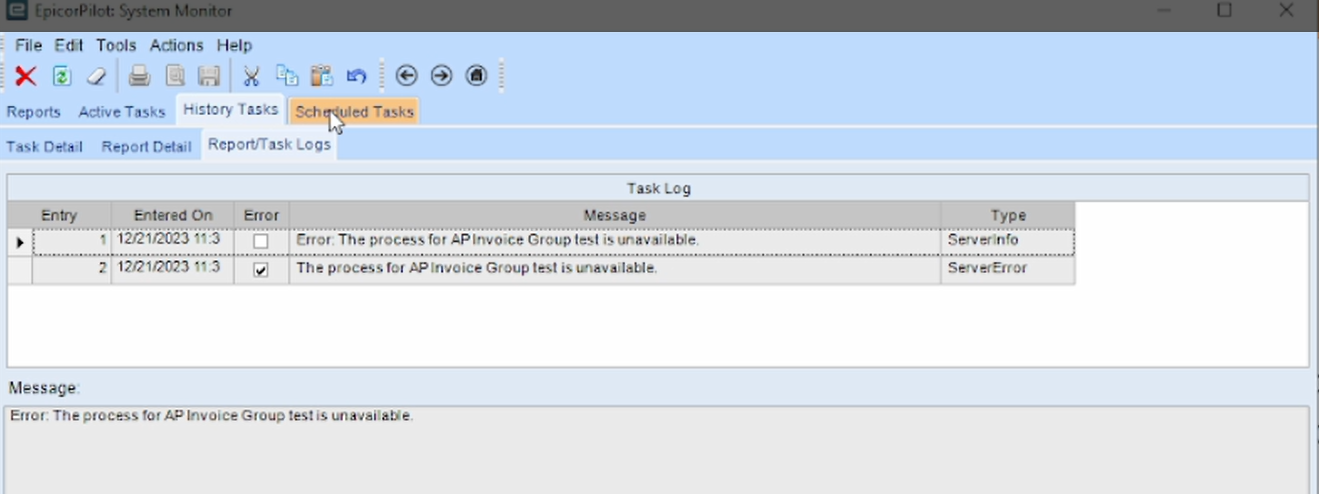 EpicorPilot: System Monitor
File Edit Tools Actions Help
Reports Active Tasks History Tasks Scheduled Tasks
Task Detail Report Detail Report/Task Logs
Task Log
Entry Entered On Error Message Type
1 12/21/2023 11:3 Error: The process for AP Invoice Group test is unavailable. ServerInfo
2 12/21/2023 11:3 The process for AP Invoice Group test is unavailable. ServerError
Message:
Error: The process for AP Invoice Group test is unavailable.